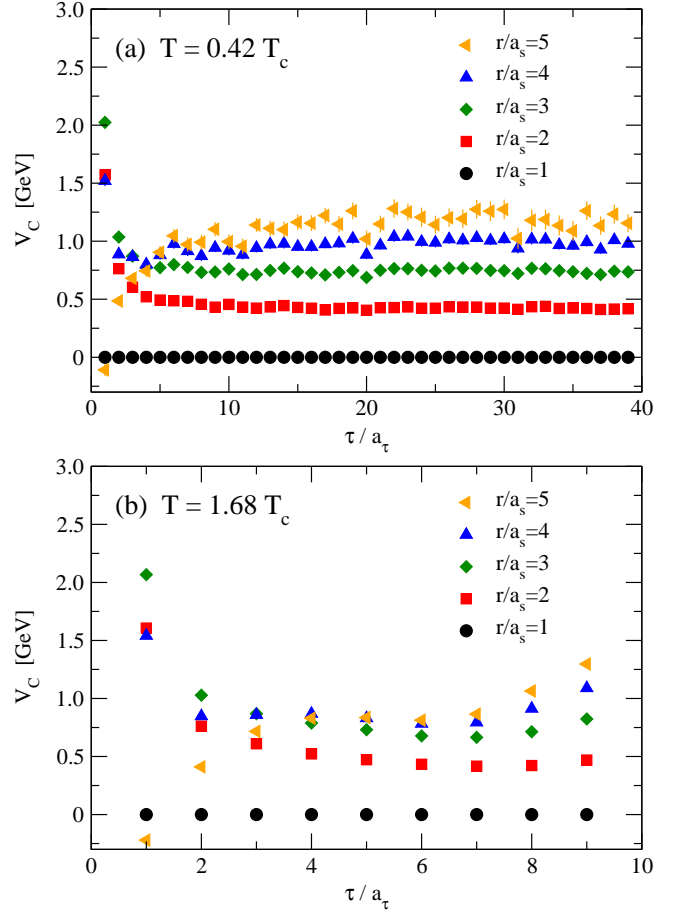 3.0
(a) T = 0.42 T_c
r/a_s=5
2.5
r/a_s=4
r/a_s=3
2.0
r/a_s=2
r/a_s=1
1.5
V_C [GeV]
1.0
0.5
0
0 10 20 30 40
τ / a_τ
3.0
(b) T = 1.68 T_c
r/a_s=5
2.5
r/a_s=4
r/a_s=3
2.0
r/a_s=2
r/a_s=1
1.5
V_C [GeV]
1.0
0.5
0
0 2 4 6 8 10
τ / a_τ